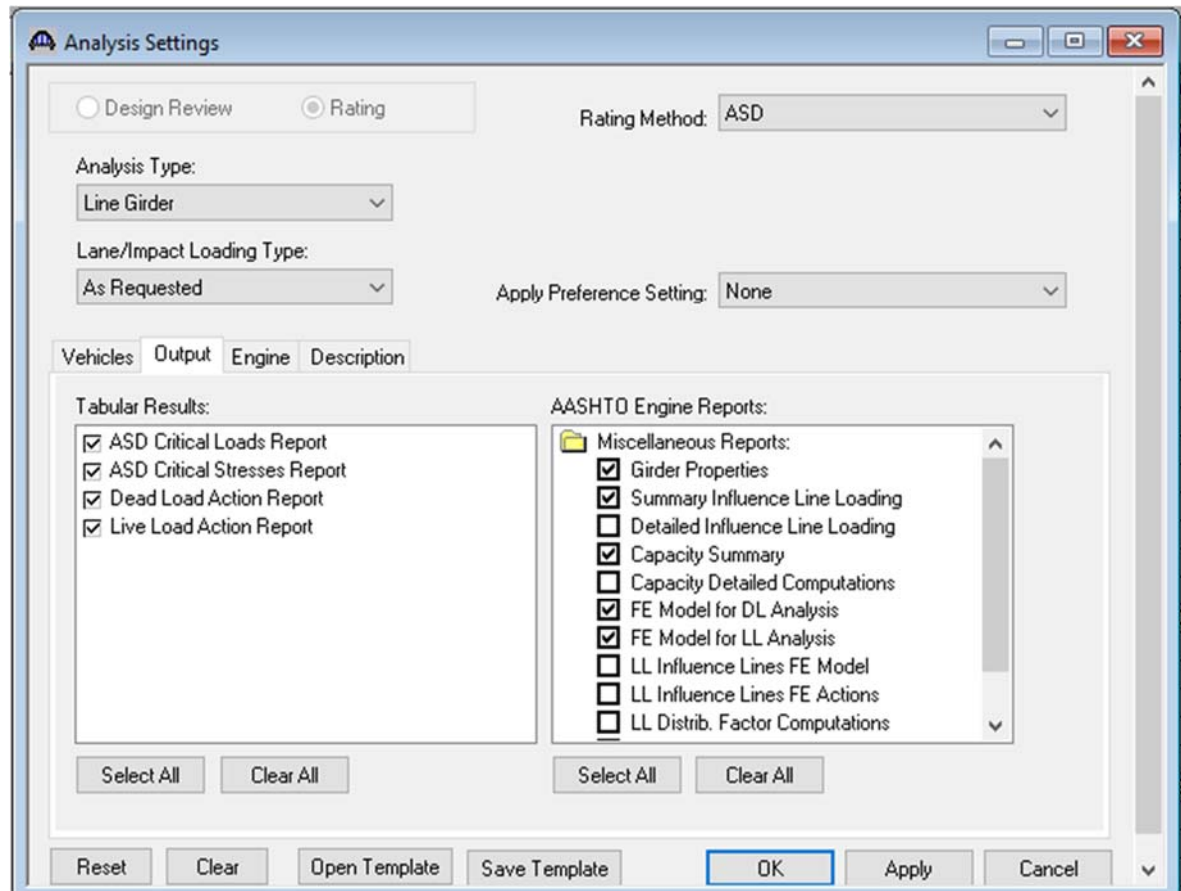 Analysis Settings
Design Review
Rating
Rating Method:
ASD
Analysis Type:
Line Girder
Lane/Impact Loading Type:
As Requested
Apply Preference Setting:
None
Vehicles
Output
Engine
Description
Tabular Results:
ASD Critical Loads Report
ASD Critical Stresses Report
Dead Load Action Report
Live Load Action Report
Select All
Clear All
AASHTO Engine Reports:
Miscellaneous Reports:
Girder Properties
Summary Influence Line Loading
Detailed Influence Line Loading
Capacity Summary
Capacity Detailed Computations
FE Model for DL Analysis
FE Model for LL Analysis
LL Influence Lines FE Model
LL Influence Lines FE Actions
LL Distrib. Factor Computations
Select All
Clear All
Reset
Clear
Open Template
Save Template
OK
Apply
Cancel